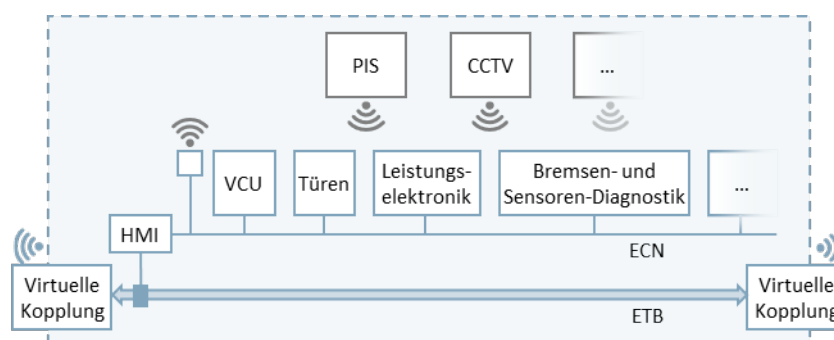 PIS
CCTV
...
VCU
Türen
Leistungs-
elektronik
Bremsen- und
Sensoren-Diagnostik
...
HMI
ECN
Virtuelle
Kopplung
Virtuelle
Kopplung
ETB